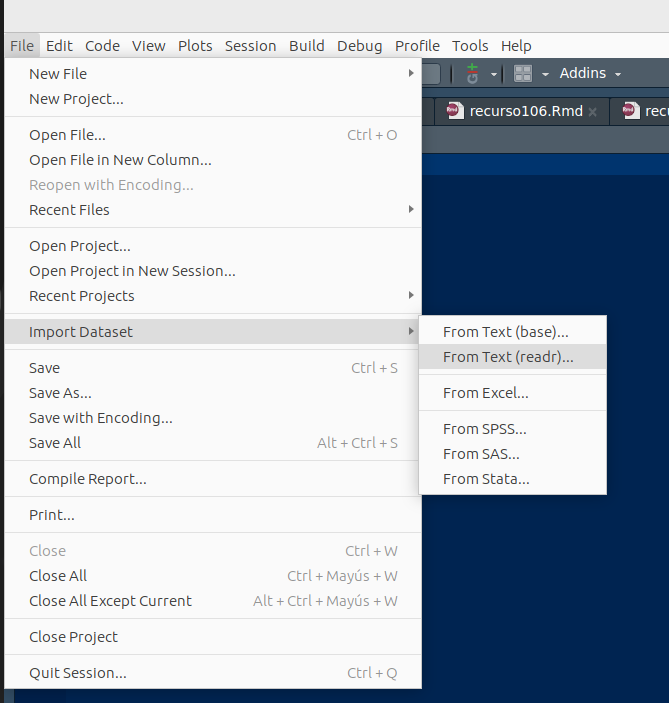 File Edit Code View Plots Session Build Debug Profile Tools Help
Addins
recurso106.Rmd
New File
New Project...
Open File... Ctrl + O
Open File in New Column...
Reopen with Encoding...
Recent Files
Open Project...
Open Project in New Session...
Recent Projects
Import Dataset
From Text (base)...
From Text (readr)...
From Excel...
From SPSS...
From SAS...
From Stata...
Save Ctrl + S
Save As...
Save with Encoding...
Save All Alt + Ctrl + S
Compile Report...
Print...
Close Ctrl + W
Close All Ctrl + Mayús + W
Close All Except Current Alt + Ctrl + Mayús + W
Close Project
Quit Session... Ctrl + Q